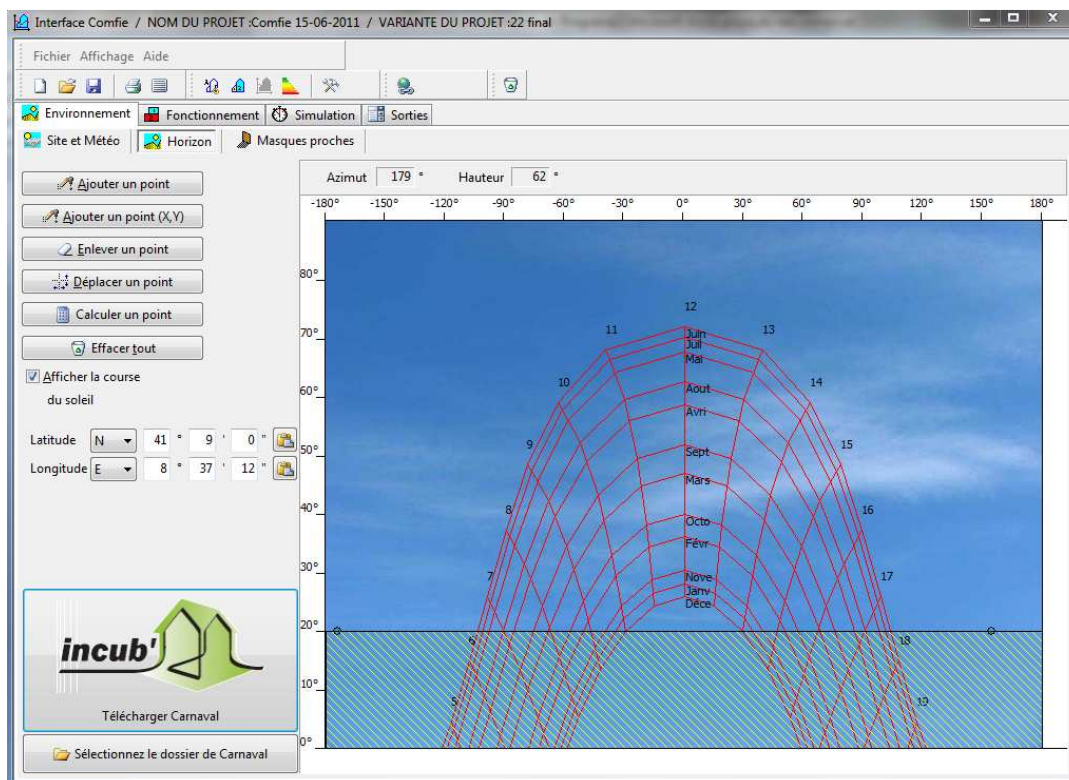 Interface Comfie / NOM DU PROJET :Comfie 15-06-2011 / VARIANTE DU PROJET :22 final
Fichier Affichage Aide
Environnement Fonctionnement Simulation Sorties
Site et Météo Horizon Masques proches
Ajouter un point
Ajouter un point (X,Y)
Enlever un point
Déplacer un point
Calculer un point
Effacer tout
Afficher la course
du soleil
Latitude N 41 ° 9 ' 0 "
Longitude E 8 ° 37 ' 12 "
incub'
Télécharger Carnaval
Sélectionnez le dossier de Carnaval
Azimut 179 ° Hauteur 62 °
-180° -150° -120° -90° -60° -30° 0° 30° 60° 90° 120° 150° 180°
80°
70°
60°
50°
40°
30°
20°
10°
0°
12
11 13
10 14
9 15
8 16
7 17
6 18
5 19
Juin
Juil
Mai
Aout
Avri
Sept
Mars
Octo
Févr
Nove
Janv
Déce